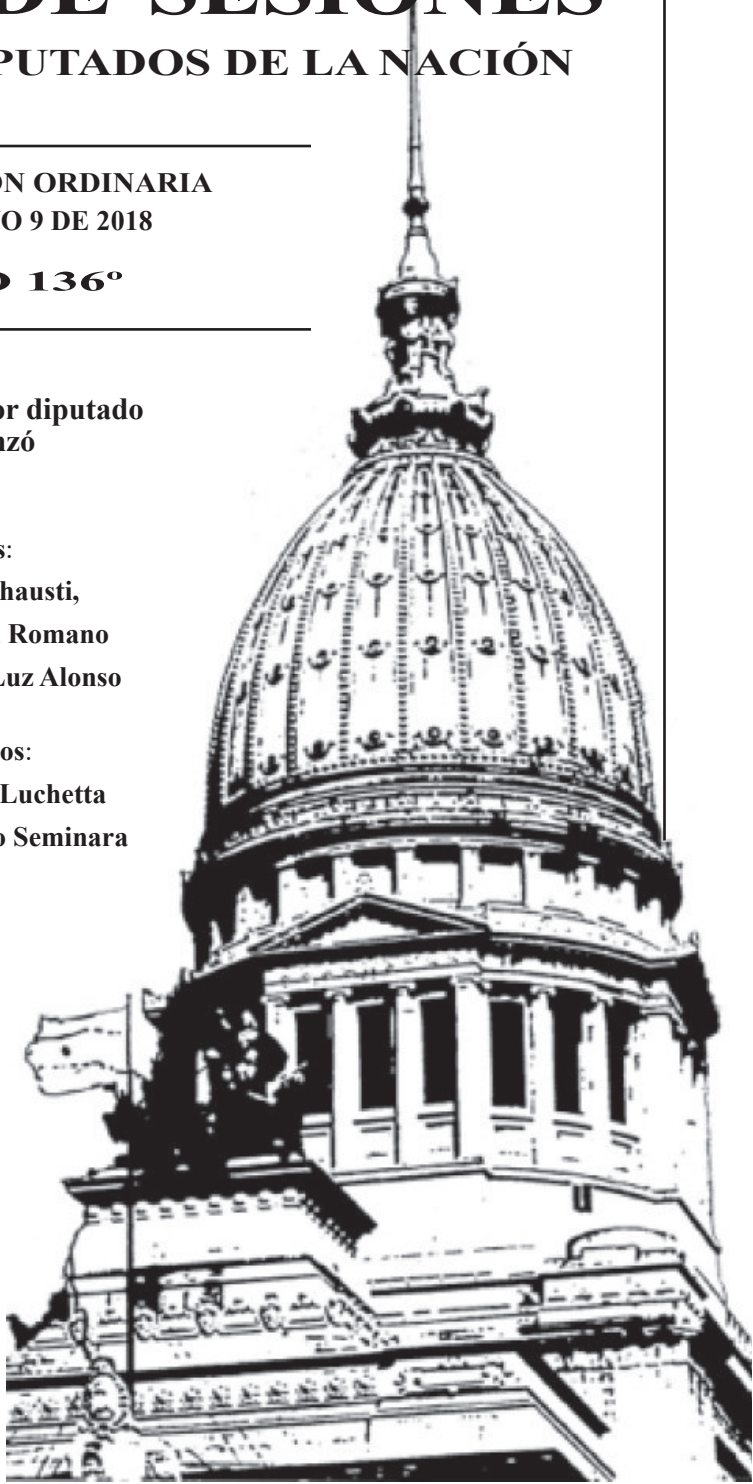 DE SESIONES
PUTADOS DE LA NACIÓN
ÓN ORDINARIA
O 9 DE 2018
O 136º
or diputado
nzó
s:
hausti,
Romano
Luz Alonso
os:
Luchetta
o Seminara